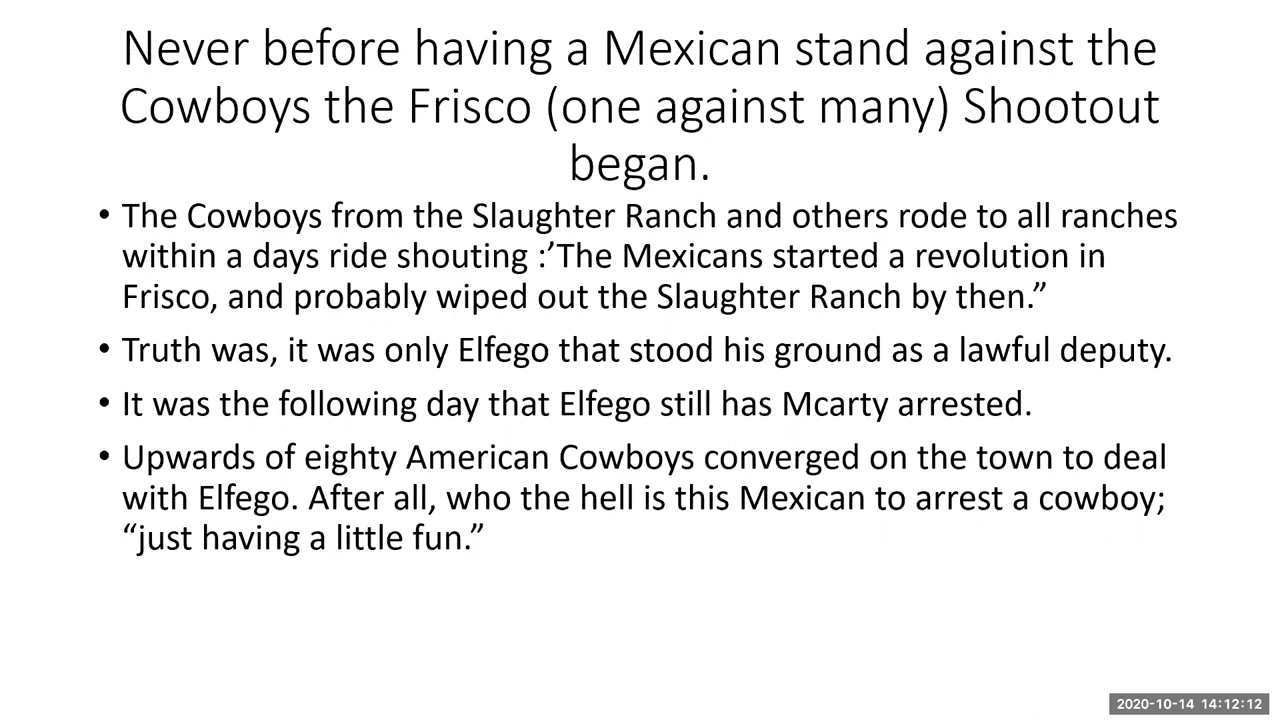 Never before having a Mexican stand against the
Cowboys the Frisco (one against many) Shootout
began.
• The Cowboys from the Slaughter Ranch and others rode to all ranches
within a days ride shouting :’The Mexicans started a revolution in
Frisco, and probably wiped out the Slaughter Ranch by then.”
• Truth was, it was only Elfego that stood his ground as a lawful deputy.
• It was the following day that Elfego still has Mcarty arrested.
• Upwards of eighty American Cowboys converged on the town to deal
with Elfego. After all, who the hell is this Mexican to arrest a cowboy;
“just having a little fun.”
2020-10-14 14:12:12